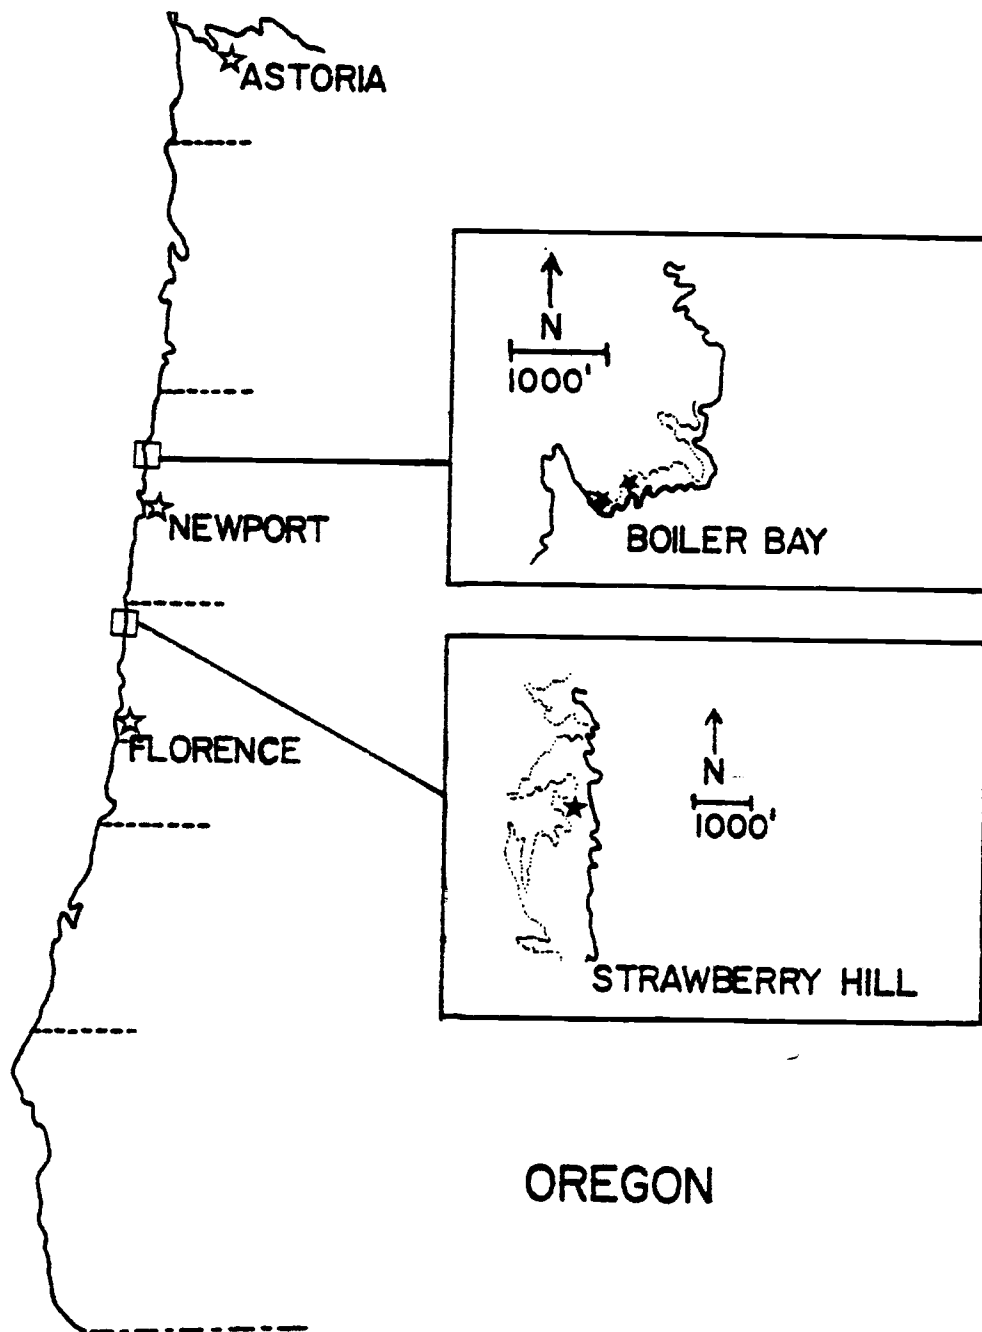 ASTORIA
N
1000'
BOILER BAY
NEWPORT
FLORENCE
N
1000'
STRAWBERRY HILL
OREGON